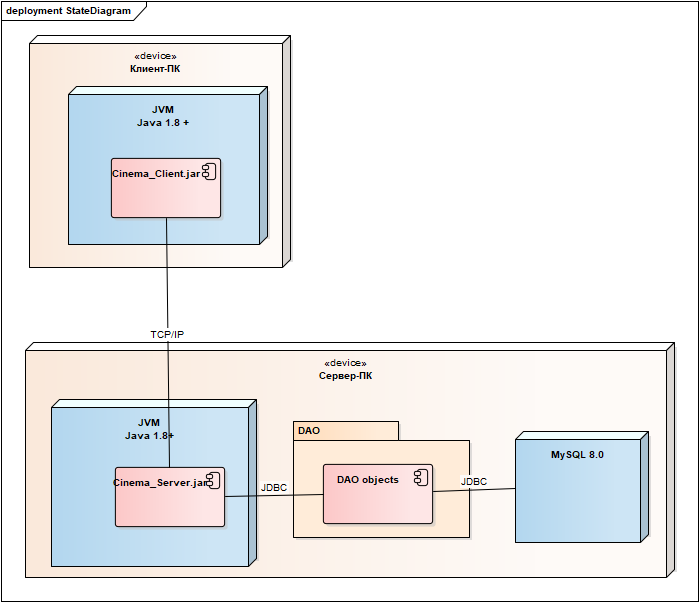 deployment StateDiagram
«device»
Клиент-ПК
JVM
Java 1.8 +
Cinema_Client.jar
TCP/IP
«device»
Сервер-ПК
JVM
Java 1.8+
Cinema_Server.jar
JDBC
DAO
DAO objects
JDBC
MySQL 8.0